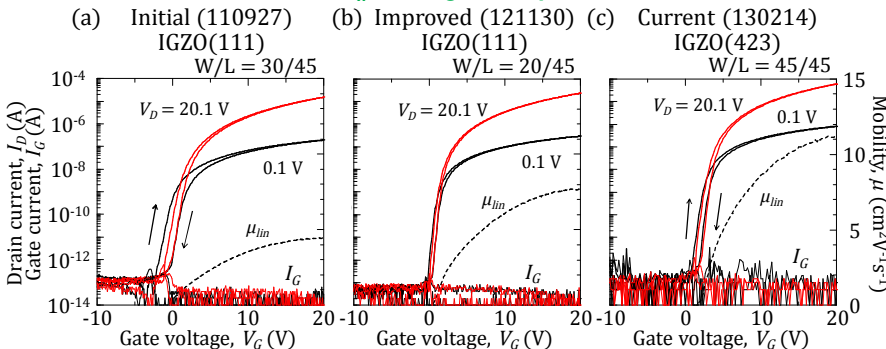 (a) Initial (110927)
IGZO(111)
W/L = 30/45
(b) Improved (121130)
IGZO(111)
W/L = 20/45
(c) Current (130214)
IGZO(423)
W/L = 45/45
Drain current, I_D (A)
Gate current, I_G (A)
10⁻⁴
10⁻⁶
10⁻⁸
10⁻¹⁰
10⁻¹²
10⁻¹⁴
V_D = 20.1 V
0.1 V
μ_lin
I_G
-10 0 10 20
Gate voltage, V_G (V)
V_D = 20.1 V
0.1 V
μ_lin
I_G
-10 0 10 20
Gate voltage, V_G (V)
V_D = 20.1 V
0.1 V
μ_lin
I_G
-10 0 10 20
Gate voltage, V_G (V)
15
10
5
0
Mobility, μ (cm²V⁻¹s⁻¹)